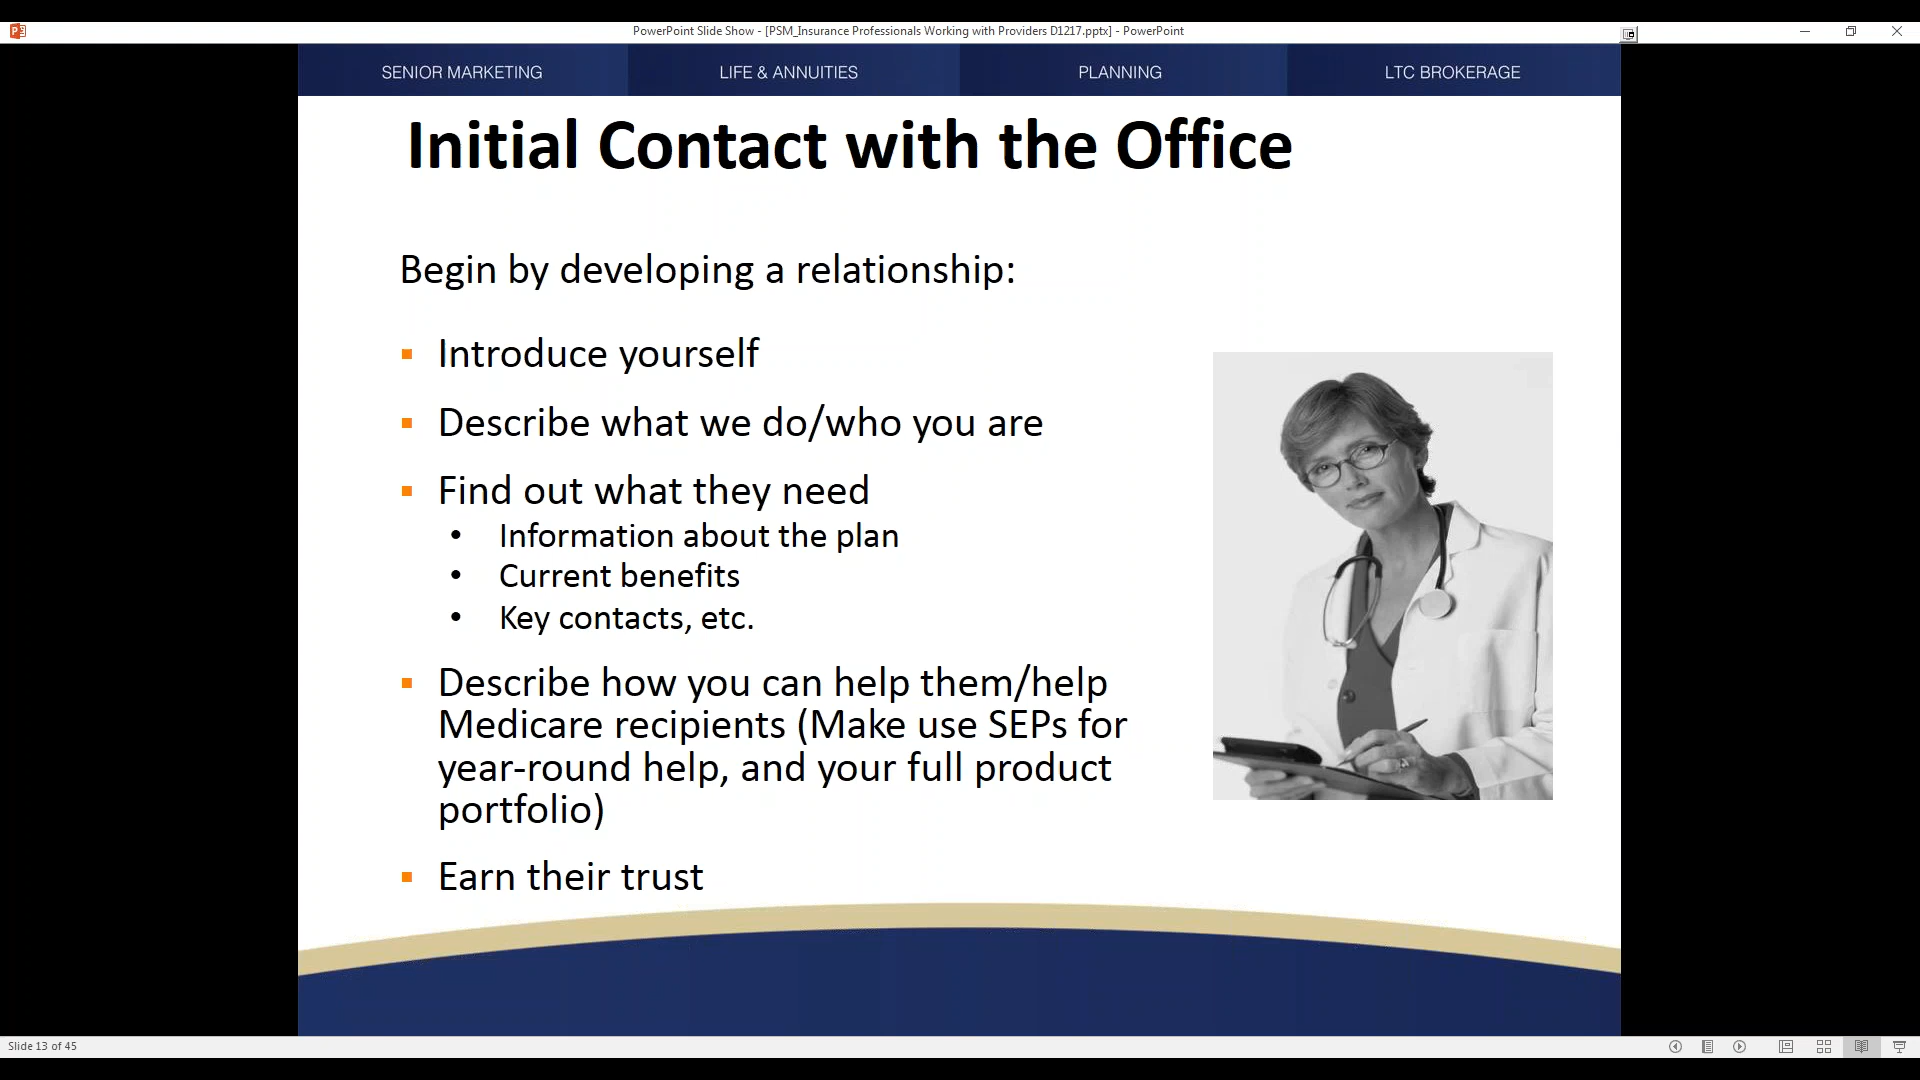 PowerPoint Slide Show - [PSM_Insurance Professionals Working with Providers D1217.pptx] - PowerPoint
SENIOR MARKETING
LIFE & ANNUITIES
PLANNING
LTC BROKERAGE
Initial Contact with the Office
Begin by developing a relationship:
▪ Introduce yourself
▪ Describe what we do/who you are
▪ Find out what they need
• Information about the plan
• Current benefits
• Key contacts, etc.
▪ Describe how you can help them/help
Medicare recipients (Make use SEPs for
year-round help, and your full product
portfolio)
▪ Earn their trust
Slide 13 of 45